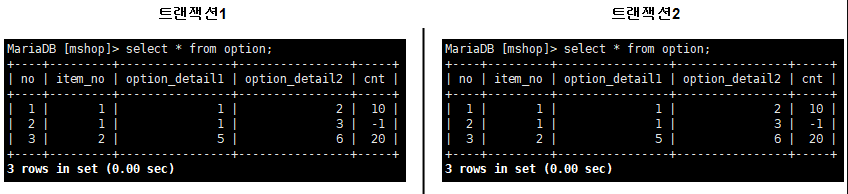 트랜잭션1
MariaDB [mshop]> select * from option;
+----+---------+----------------+----------------+-----+
| no | item_no | option_detail1 | option_detail2 | cnt |
+----+---------+----------------+----------------+-----+
| 1 | 1 | 1 | 2 | 10 |
| 2 | 1 | 1 | 3 | -1 |
| 3 | 2 | 5 | 6 | 20 |
+----+---------+----------------+----------------+-----+
3 rows in set (0.00 sec)
트랜잭션2
MariaDB [mshop]> select * from option;
+----+---------+----------------+----------------+-----+
| no | item_no | option_detail1 | option_detail2 | cnt |
+----+---------+----------------+----------------+-----+
| 1 | 1 | 1 | 2 | 10 |
| 2 | 1 | 1 | 3 | -1 |
| 3 | 2 | 5 | 6 | 20 |
+----+---------+----------------+----------------+-----+
3 rows in set (0.00 sec)